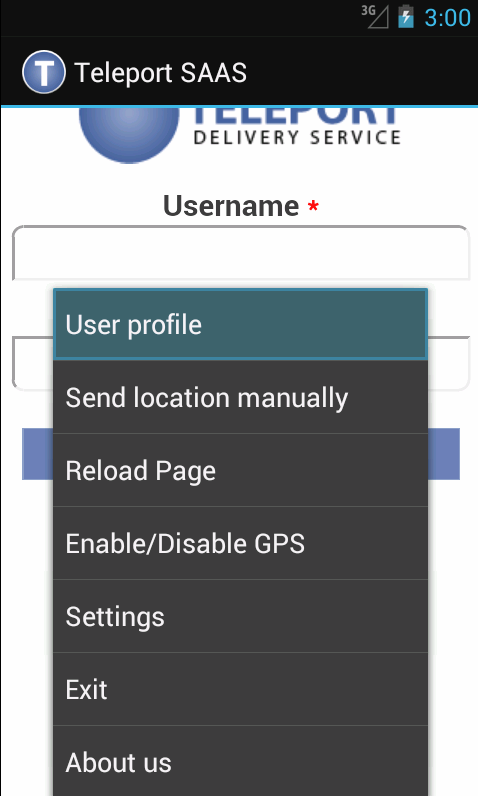 3G 3:00
T Teleport SAAS
TELEPORT
DELIVERY SERVICE
Username *
User profile
Send location manually
Reload Page
Enable/Disable GPS
Settings
Exit
About us